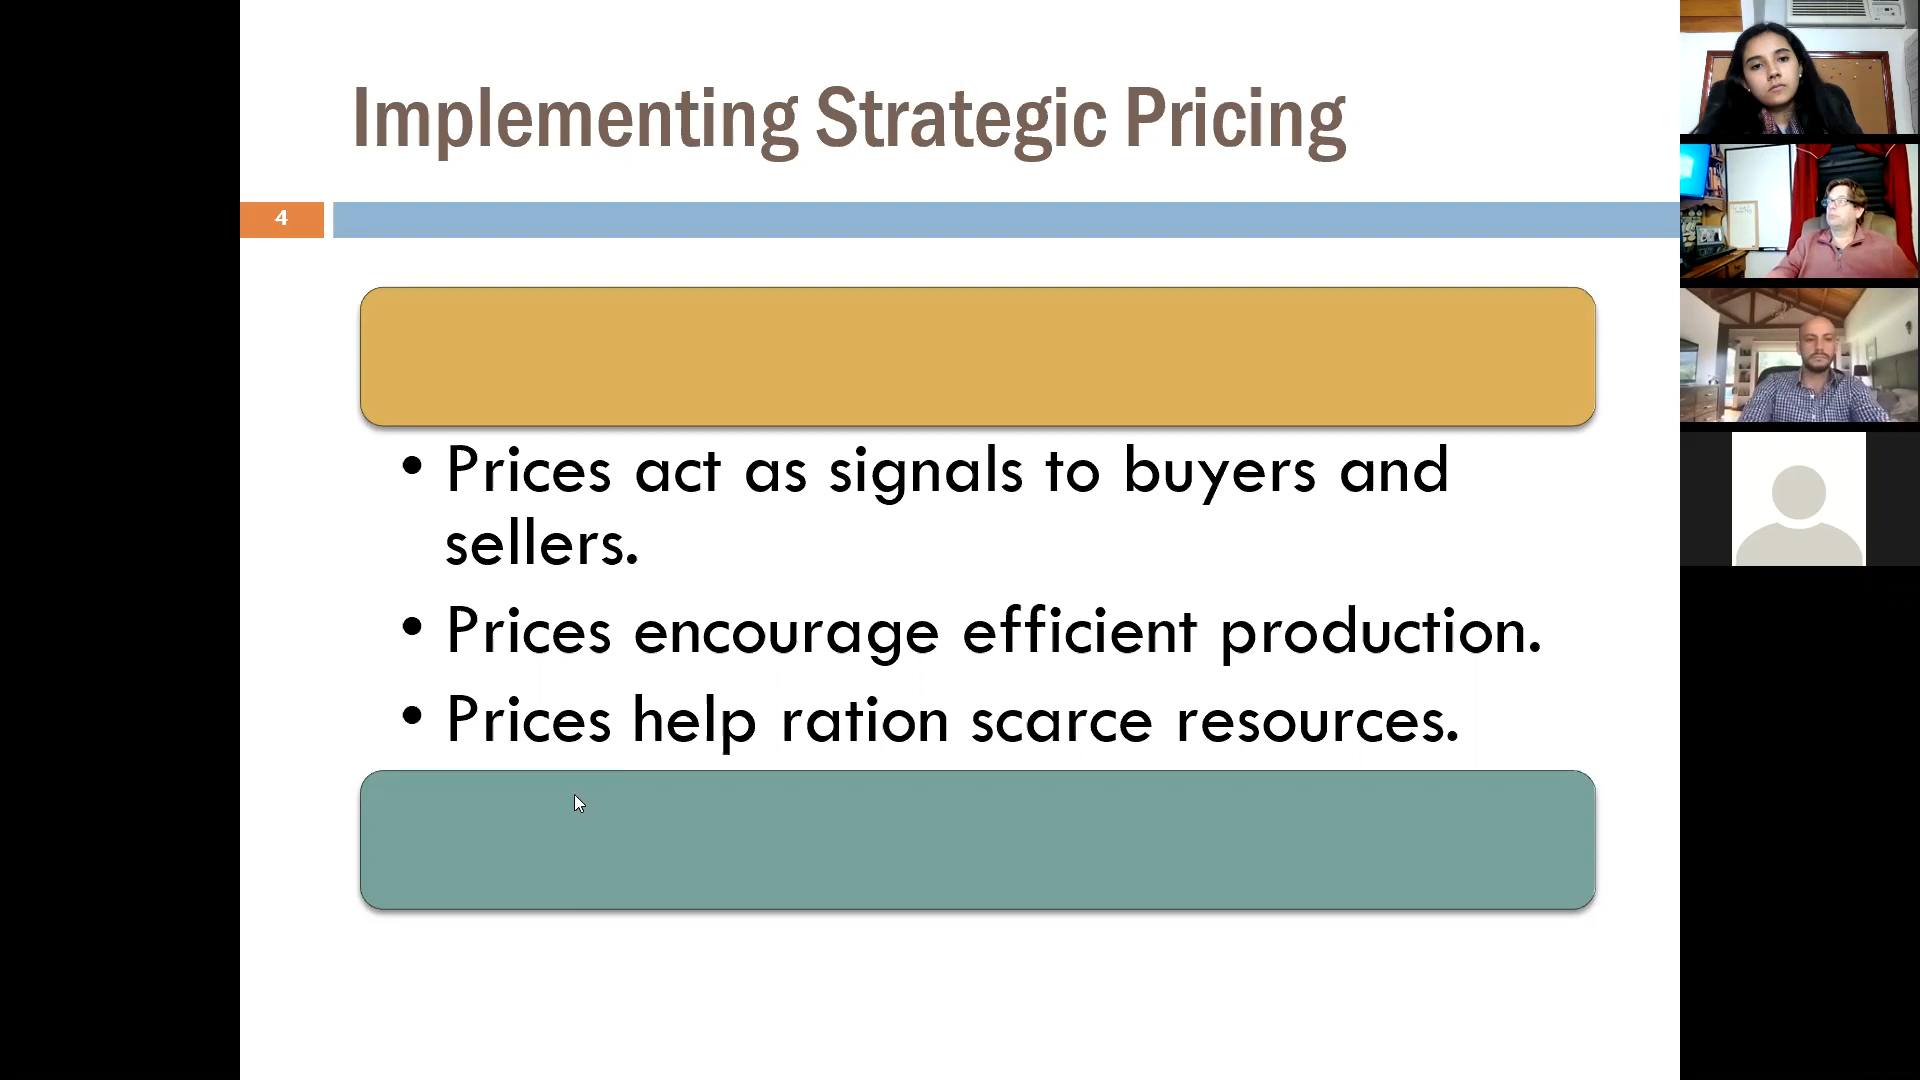 Implementing Strategic Pricing
4
• Prices act as signals to buyers and
sellers.
• Prices encourage efficient production.
• Prices help ration scarce resources.